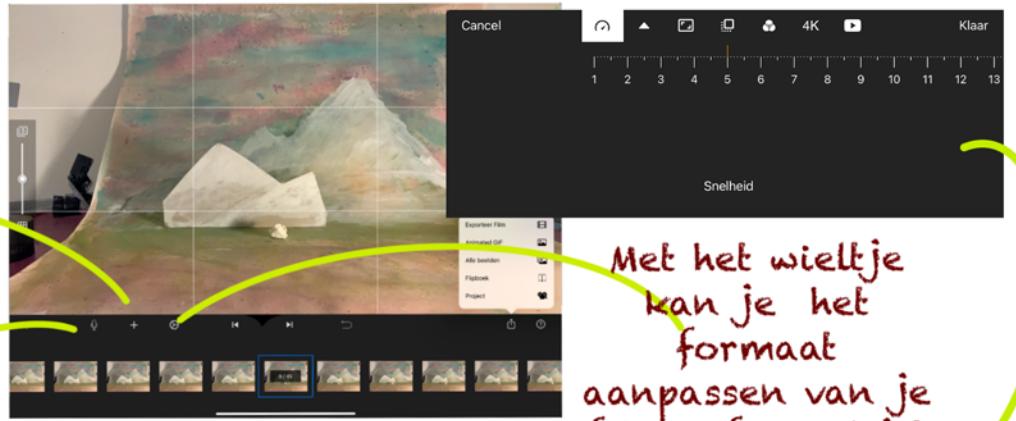 Cancel
4K
Klaar
1 2 3 4 5 6 7 8 9 10 11 12 13
Snelheid
Exporteer Film
Animated GIF
Alle beelden
Flipboek
Project
Met het wieltje
kan je het
formaat
aanpassen van je